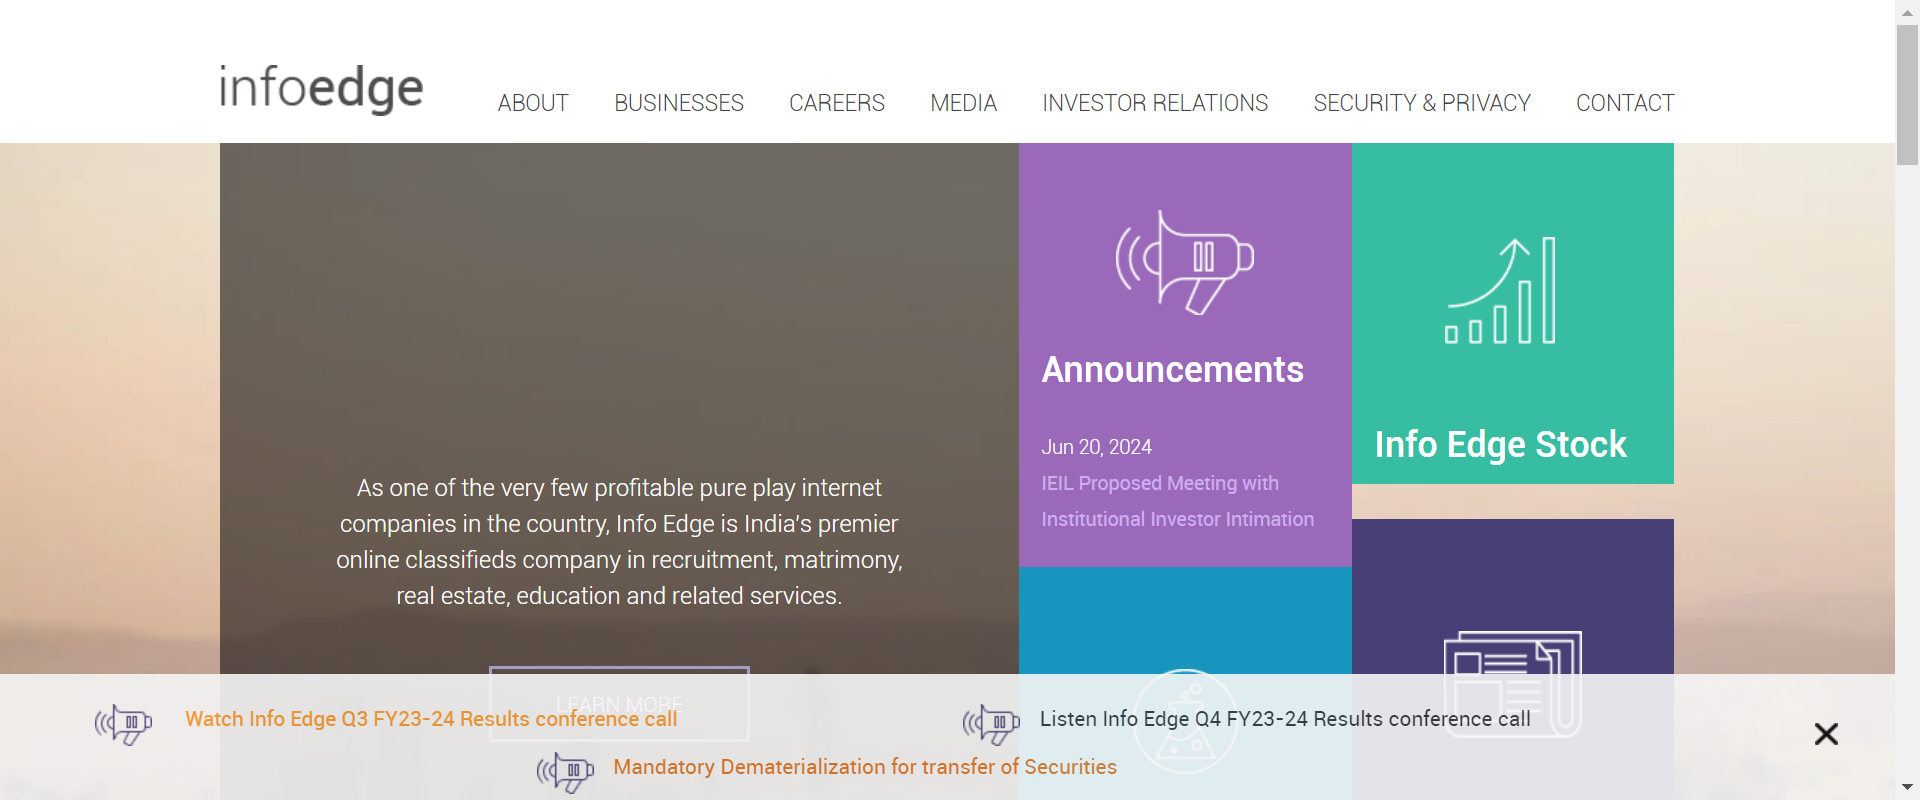 infoedge
ABOUT BUSINESSES CAREERS MEDIA INVESTOR RELATIONS SECURITY & PRIVACY CONTACT
As one of the very few profitable pure play internet
companies in the country, Info Edge is India's premier
online classifieds company in recruitment, matrimony,
real estate, education and related services.
LEARN MORE
Announcements
Jun 20, 2024
IEIL Proposed Meeting with
Institutional Investor Intimation
Info Edge Stock
Watch Info Edge Q3 FY23-24 Results conference call
Listen Info Edge Q4 FY23-24 Results conference call
Mandatory Dematerialization for transfer of Securities